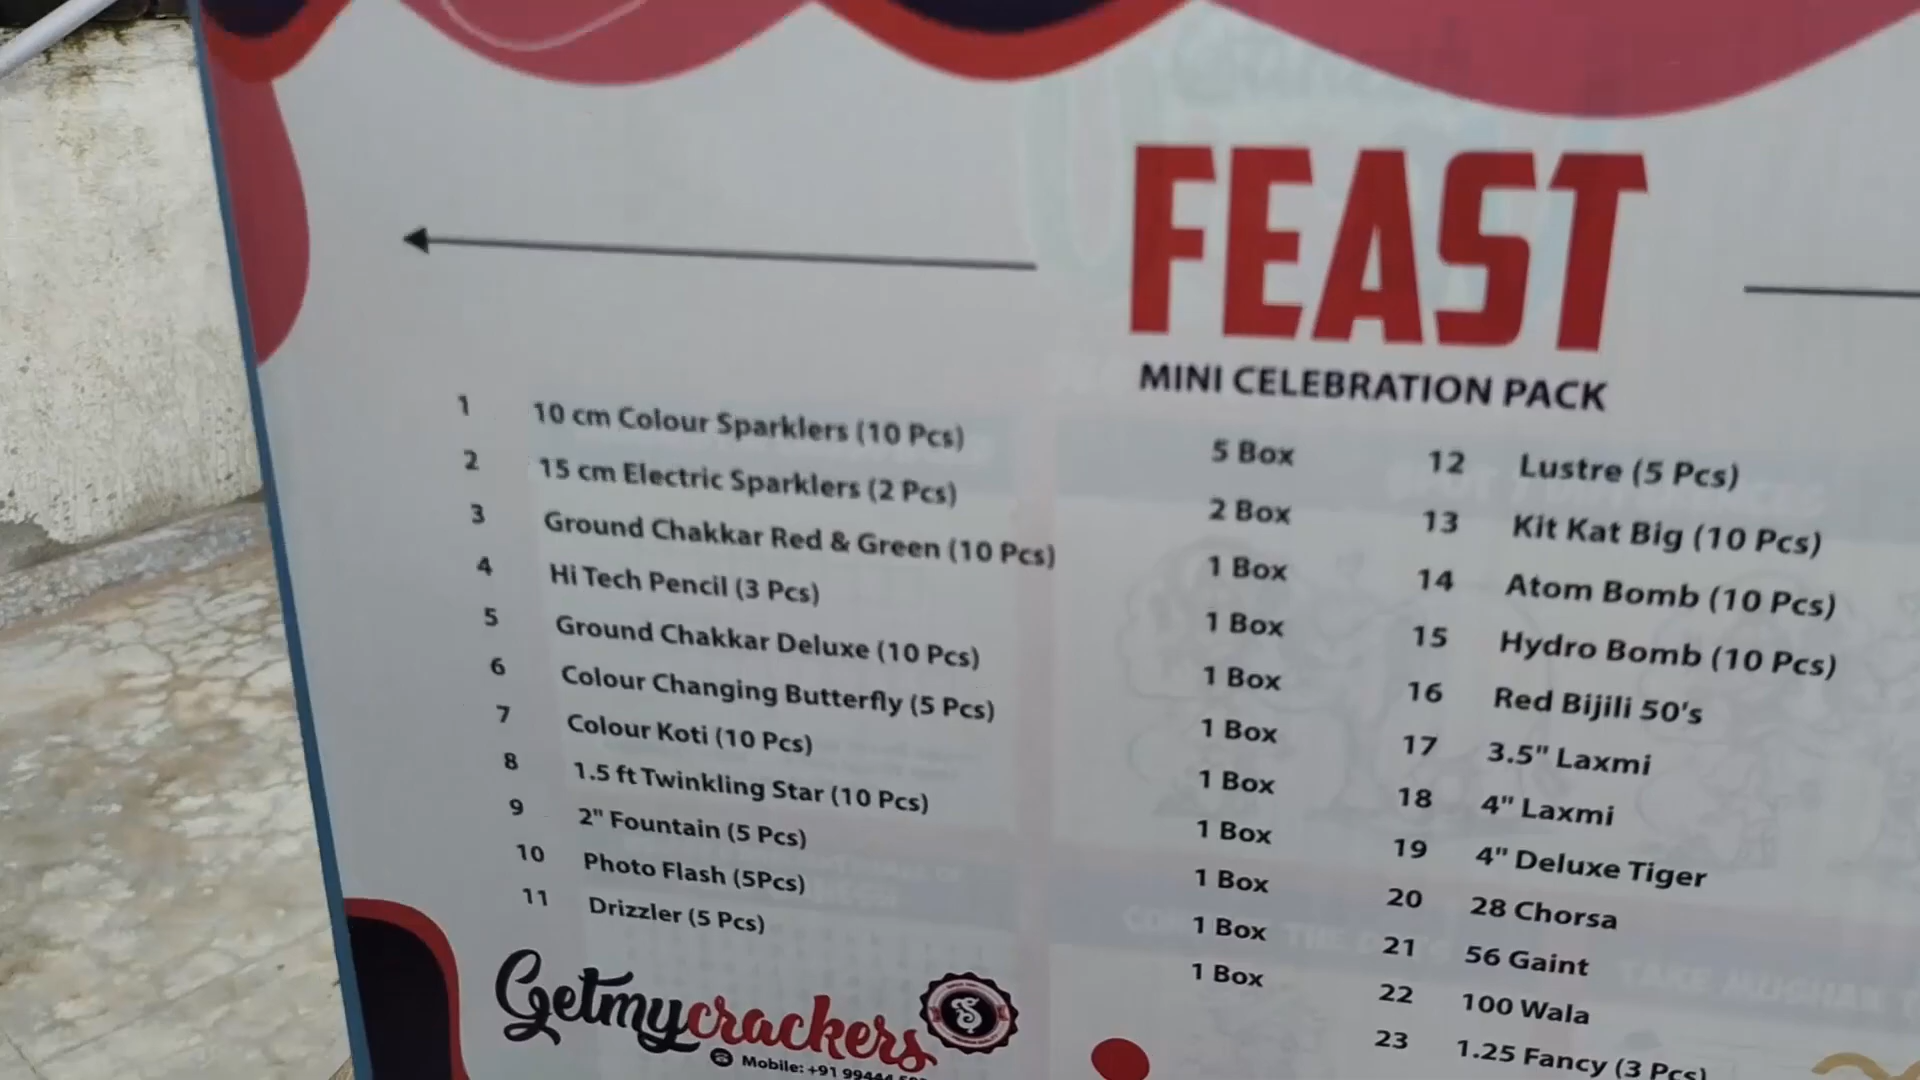 FEAST
MINI CELEBRATION PACK
1 10 cm Colour Sparklers (10 Pcs) 5 Box
2 15 cm Electric Sparklers (2 Pcs) 2 Box
3 Ground Chakkar Red & Green (10 Pcs) 1 Box
4 Hi Tech Pencil (3 Pcs) 1 Box
5 Ground Chakkar Deluxe (10 Pcs) 1 Box
6 Colour Changing Butterfly (5 Pcs) 1 Box
7 Colour Koti (10 Pcs) 1 Box
8 1.5 ft Twinkling Star (10 Pcs) 1 Box
9 2" Fountain (5 Pcs) 1 Box
10 Photo Flash (5Pcs) 1 Box
11 Drizzler (5 Pcs) 1 Box
12 Lustre (5 Pcs)
13 Kit Kat Big (10 Pcs)
14 Atom Bomb (10 Pcs)
15 Hydro Bomb (10 Pcs)
16 Red Bijili 50's
17 3.5" Laxmi
18 4" Laxmi
19 4" Deluxe Tiger
20 28 Chorsa
21 56 Gaint
22 100 Wala
23 1.25 Fancy (3 Pcs)
Getmycrackers
Mobile: +91 99444